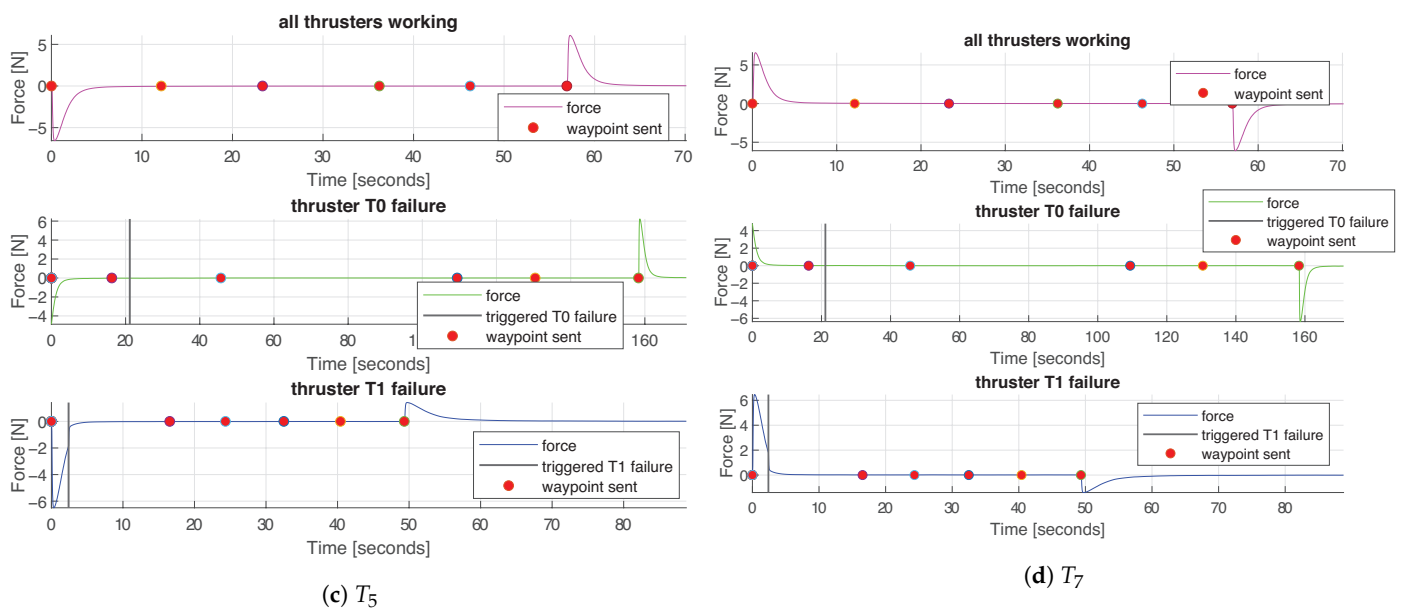 all thrusters working
Force [N]
5
0
−5
force
waypoint sent
0 10 20 30 40 50 60 70
Time [seconds]
thruster T0 failure
Force [N]
6
4
2
0
−2
−4
force
triggered T0 failure
waypoint sent
0 20 40 60 80 160
Time [seconds]
thruster T1 failure
Force [N]
0
−2
−4
−6
force
triggered T1 failure
waypoint sent
0 10 20 30 40 50 60 70 80
Time [seconds]
(c) T5
all thrusters working
Force [N]
5
0
−5
force
waypoint sent
0 10 20 30 40 50 60 70
Time [seconds]
thruster T0 failure
Force [N]
4
2
0
−2
−4
−6
force
triggered T0 failure
waypoint sent
0 20 40 60 80 100 120 140 160
Time [seconds]
thruster T1 failure
Force [N]
6
4
2
0
force
triggered T1 failure
waypoint sent
0 10 20 30 40 50 60 70 80
Time [seconds]
(d) T7